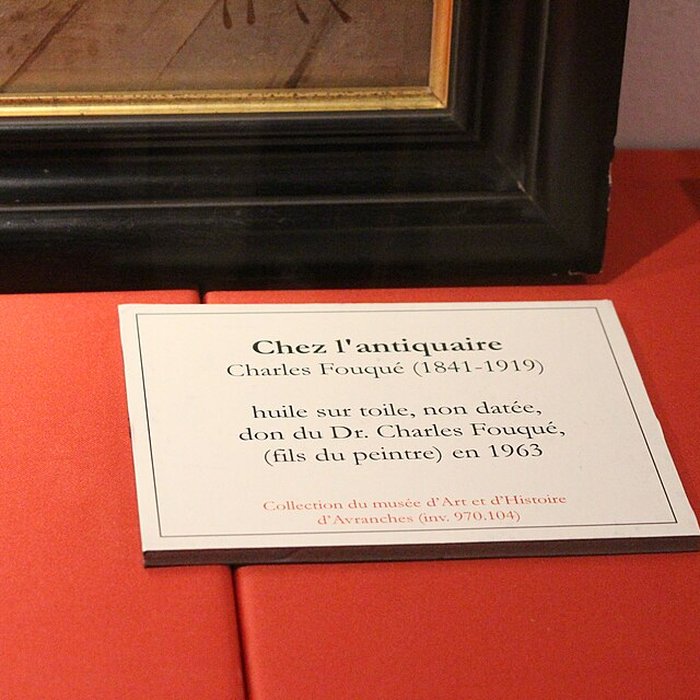 Chez l'antiquaire
Charles Fouqué (1841-1919)
huile sur toile, non datée,
don du Dr. Charles Fouqué,
(fils du peintre) en 1963
Collection du musée d'Art et d'Histoire
d'Avranches (inv. 970.104)